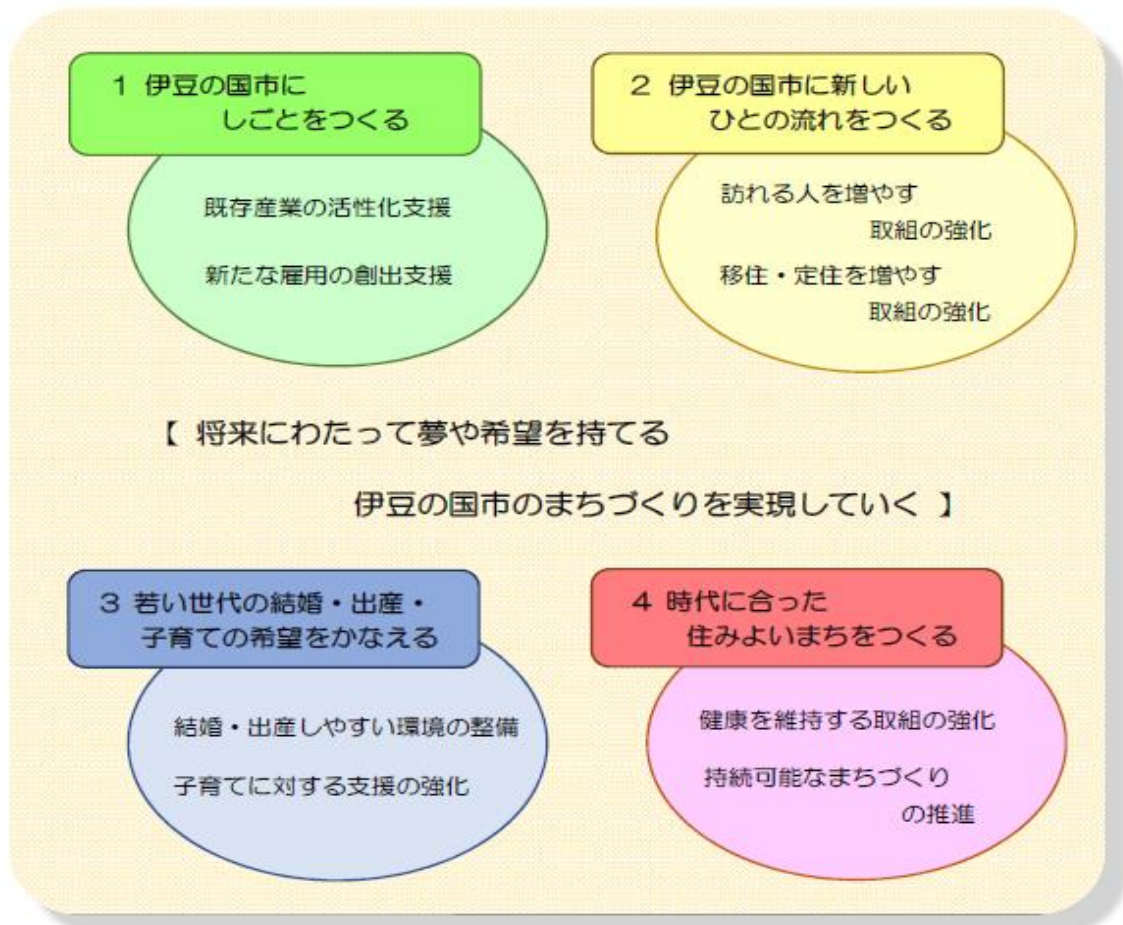 1 伊豆の国市に
しごとをつくる
既存産業の活性化支援
新たな雇用の創出支援
2 伊豆の国市に新しい
ひとの流れをつくる
訪れる人を増やす
取組の強化
移住・定住を増やす
取組の強化
【 将来にわたって夢や希望を持てる
伊豆の国市のまちづくりを実現していく 】
3 若い世代の結婚・出産・
子育ての希望をかなえる
結婚・出産しやすい環境の整備
子育てに対する支援の強化
4 時代に合った
住みよいまちをつくる
健康を維持する取組の強化
持続可能なまちづくり
の推進